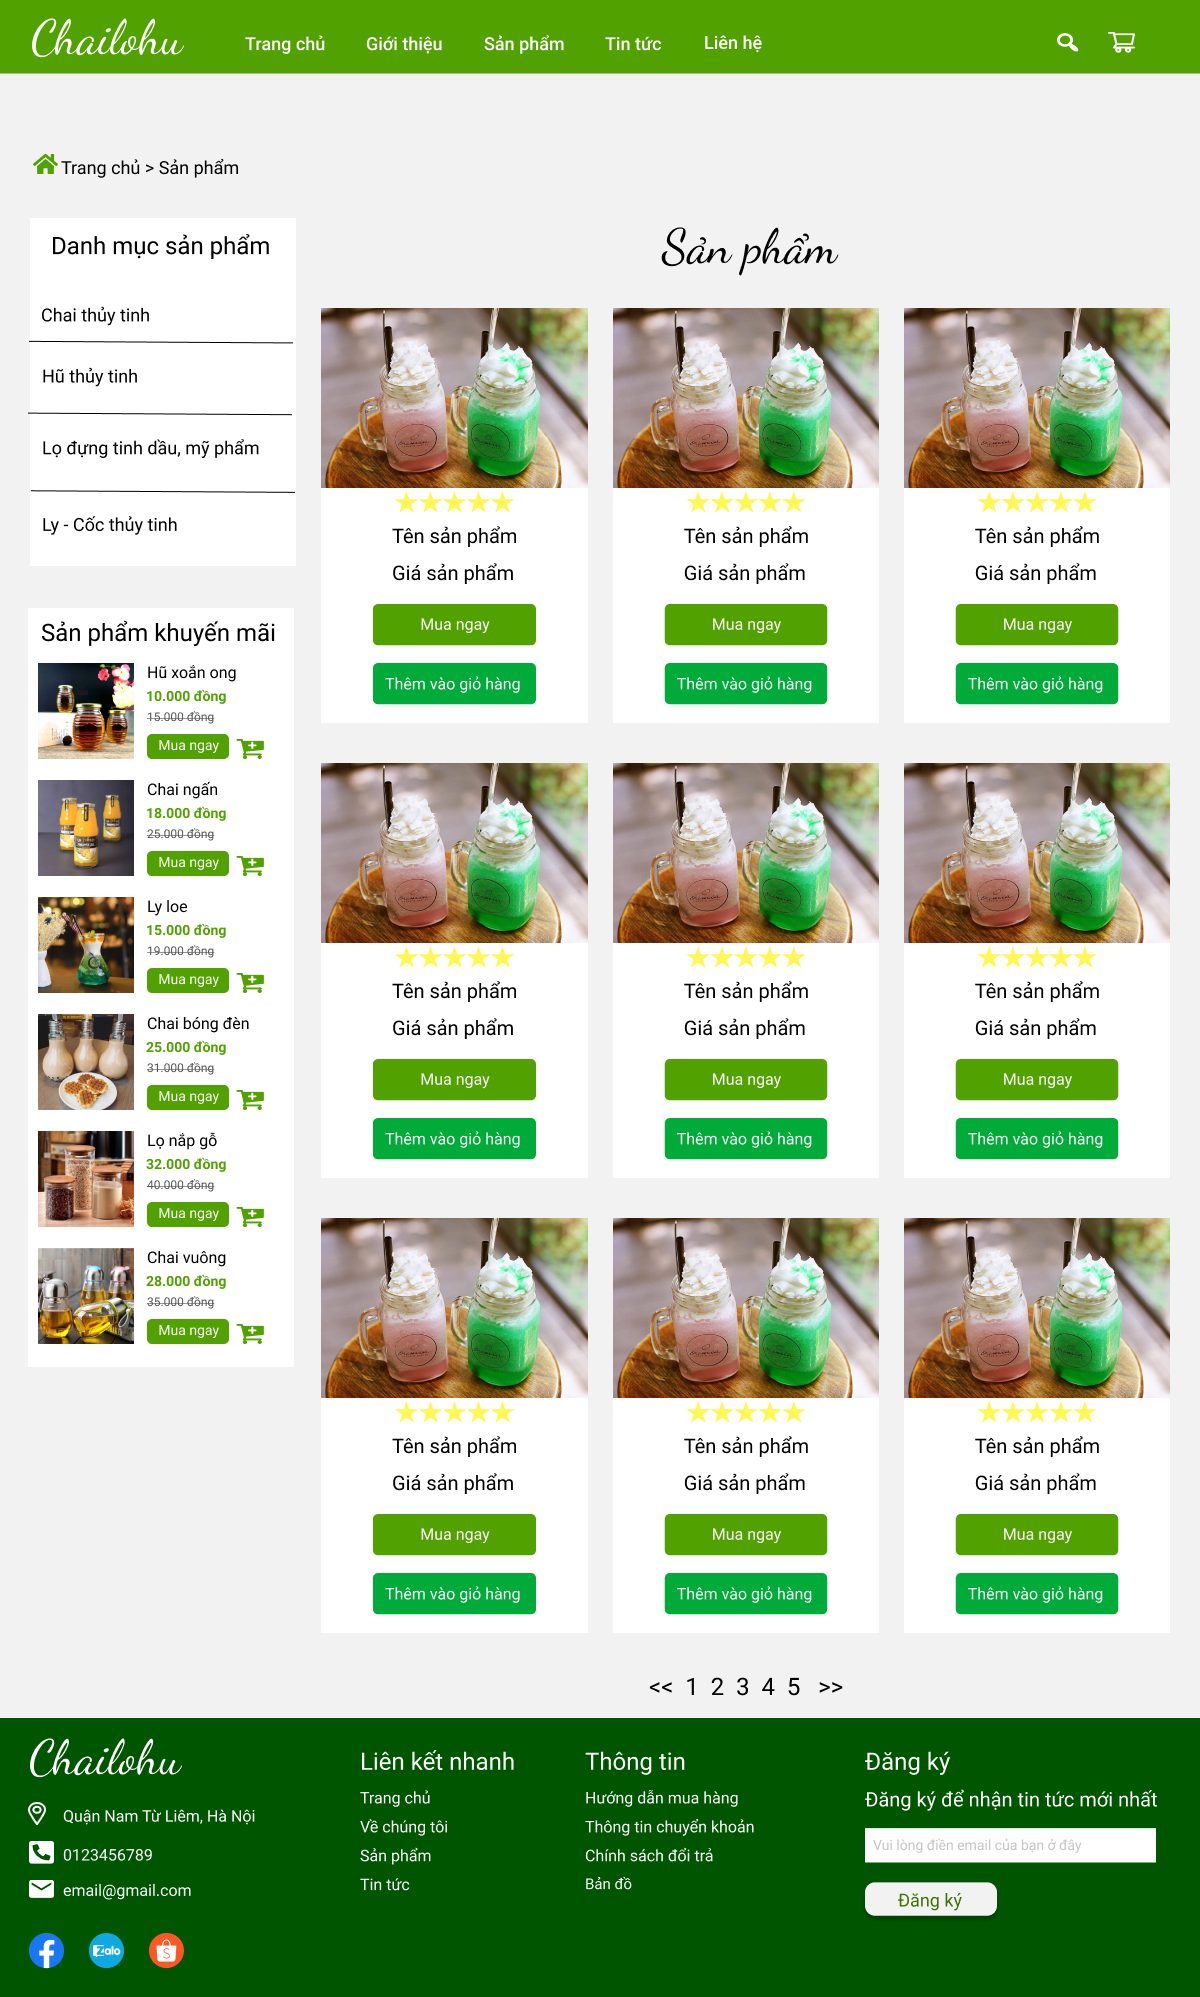 Chailohu
Trang chủ
Giới thiệu
Sản phẩm
Tin tức
Liên hệ
Trang chủ > Sản phẩm
Danh mục sản phẩm
Chai thủy tinh
Hũ thủy tinh
Lọ đựng tinh dầu, mỹ phẩm
Ly - Cốc thủy tinh
Sản phẩm khuyến mãi
Hũ xoắn ong
10.000 đồng
15.000 đồng
Mua ngay
Chai ngấn
18.000 đồng
25.000 đồng
Mua ngay
Ly loe
15.000 đồng
19.000 đồng
Mua ngay
Chai bóng đèn
25.000 đồng
31.000 đồng
Mua ngay
Lọ nắp gỗ
32.000 đồng
40.000 đồng
Mua ngay
Chai vuông
28.000 đồng
35.000 đồng
Mua ngay
Sản phẩm
Tên sản phẩm
Giá sản phẩm
Mua ngay
Thêm vào giỏ hàng
Tên sản phẩm
Giá sản phẩm
Mua ngay
Thêm vào giỏ hàng
Tên sản phẩm
Giá sản phẩm
Mua ngay
Thêm vào giỏ hàng
Tên sản phẩm
Giá sản phẩm
Mua ngay
Thêm vào giỏ hàng
Tên sản phẩm
Giá sản phẩm
Mua ngay
Thêm vào giỏ hàng
Tên sản phẩm
Giá sản phẩm
Mua ngay
Thêm vào giỏ hàng
Tên sản phẩm
Giá sản phẩm
Mua ngay
Thêm vào giỏ hàng
Tên sản phẩm
Giá sản phẩm
Mua ngay
Thêm vào giỏ hàng
Tên sản phẩm
Giá sản phẩm
Mua ngay
Thêm vào giỏ hàng
<< 1 2 3 4 5 >>
Chailohu
Quận Nam Từ Liêm, Hà Nội
0123456789
email@gmail.com
Zalo
Liên kết nhanh
Trang chủ
Về chúng tôi
Sản phẩm
Tin tức
Thông tin
Hướng dẫn mua hàng
Thông tin chuyển khoản
Chính sách đổi trả
Bản đồ
Đăng ký
Đăng ký để nhận tin tức mới nhất
Vui lòng điền email của bạn ở đây
Đăng ký